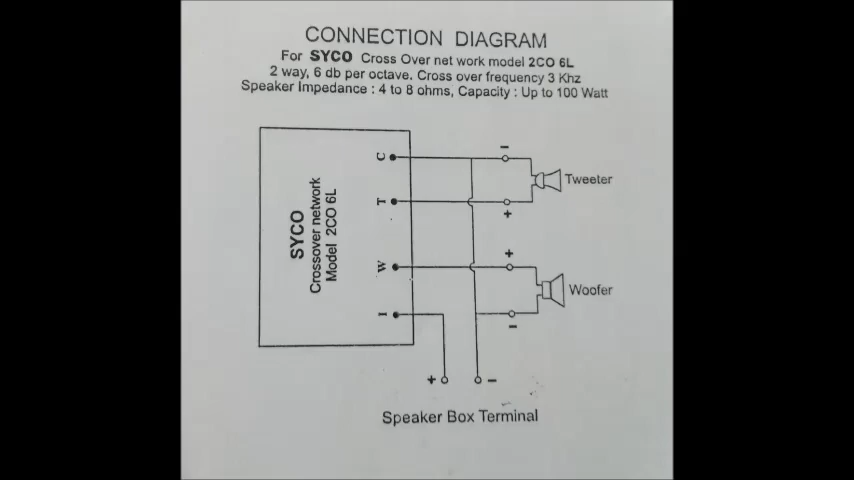 CONNECTION DIAGRAM
For SYCO Cross Over net work model 2CO 6L
2 way, 6 db per octave. Cross over frequency 3 Khz
Speaker Impedance : 4 to 8 ohms, Capacity : Up to 100 Watt
SYCO
Crossover network
Model 2CO 6L
C
T
W
I
−
Tweeter
+
+
Woofer
−
+ −
Speaker Box Terminal